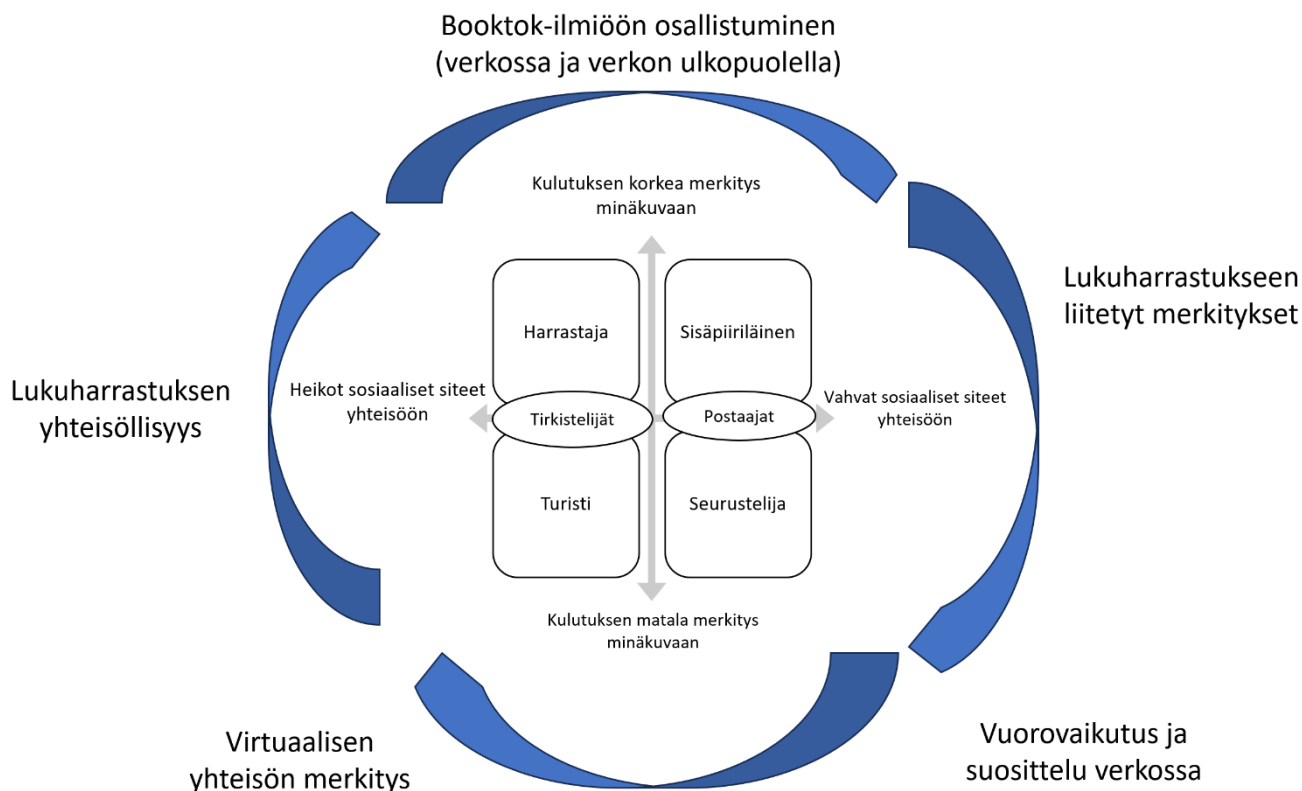 Booktok-ilmiöön osallistuminen
(verkossa ja verkon ulkopuolella)
Kulutuksen korkea merkitys
minäkuvaan
Lukuharrastukseen
liitetyt merkitykset
Harrastaja
Sisäpiiriläinen
Lukuharrastuksen
yhteisöllisyys
Heikot sosiaaliset siteet
yhteisöön
Tirkistelijät
Postaajat
Vahvat sosiaaliset siteet
yhteisöön
Turisti
Seurustelija
Kulutuksen matala merkitys
minäkuvaan
Virtuaalisen
yhteisön merkitys
Vuorovaikutus ja
suosittelu verkossa